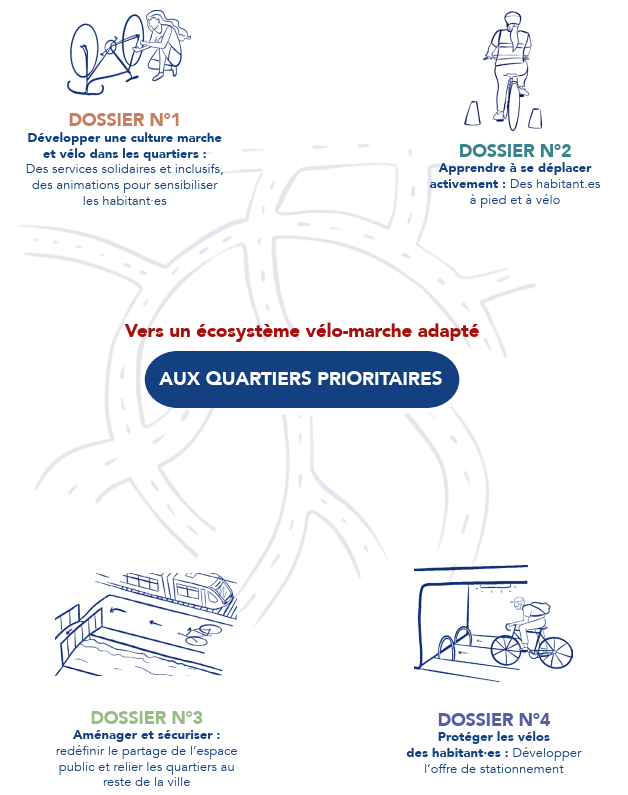 DOSSIER N°1
Développer une culture marche
et vélo dans les quartiers :
Des services solidaires et inclusifs,
des animations pour sensibiliser
les habitant·es
DOSSIER N°2
Apprendre à se déplacer
activement : Des habitant.es
à pied et à vélo
Vers un écosystème vélo-marche adapté
AUX QUARTIERS PRIORITAIRES
DOSSIER N°3
Aménager et sécuriser :
redéfinir le partage de l’espace
public et relier les quartiers au
reste de la ville
DOSSIER N°4
Protéger les vélos
des habitant·es : Développer
l’offre de stationnement